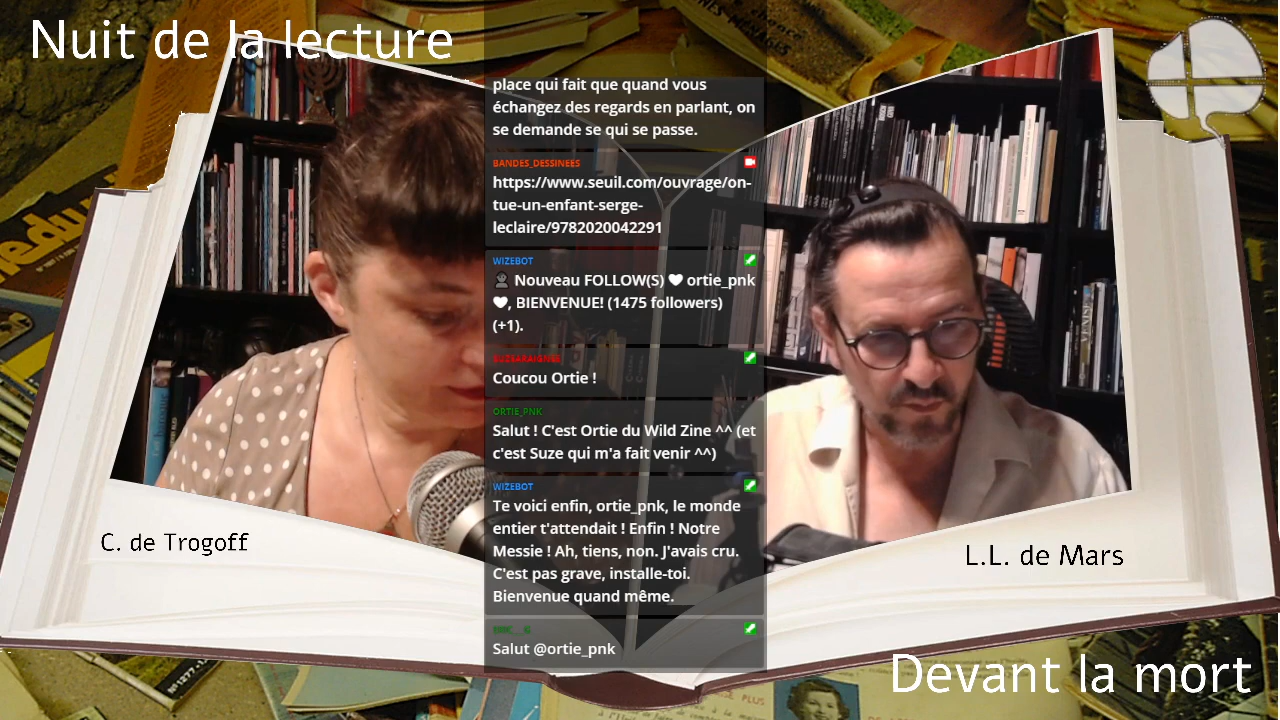 Nuit de la lecture
place qui fait que quand vous
échangez des regards en parlant, on
se demande se qui se passe.
BANDES_DESSINEES
https://www.seuil.com/ouvrage/on-
tue-un-enfant-serge-
leclaire/9782020042291
WIZEBOT
Nouveau FOLLOW(S) ♥ ortie_pnk
♥, BIENVENUE! (1475 followers)
(+1).
SUZEARAIGNEE
Coucou Ortie !
ORTIE_PNK
Salut ! C'est Ortie du Wild Zine ^^ (et
c'est Suze qui m'a fait venir ^^)
WIZEBOT
Te voici enfin, ortie_pnk, le monde
entier t'attendait ! Enfin ! Notre
Messie ! Ah, tiens, non. J'avais cru.
C'est pas grave, installe-toi.
Bienvenue quand même.
Salut @ortie_pnk
C. de Trogoff
L.L. de Mars
Devant la mort